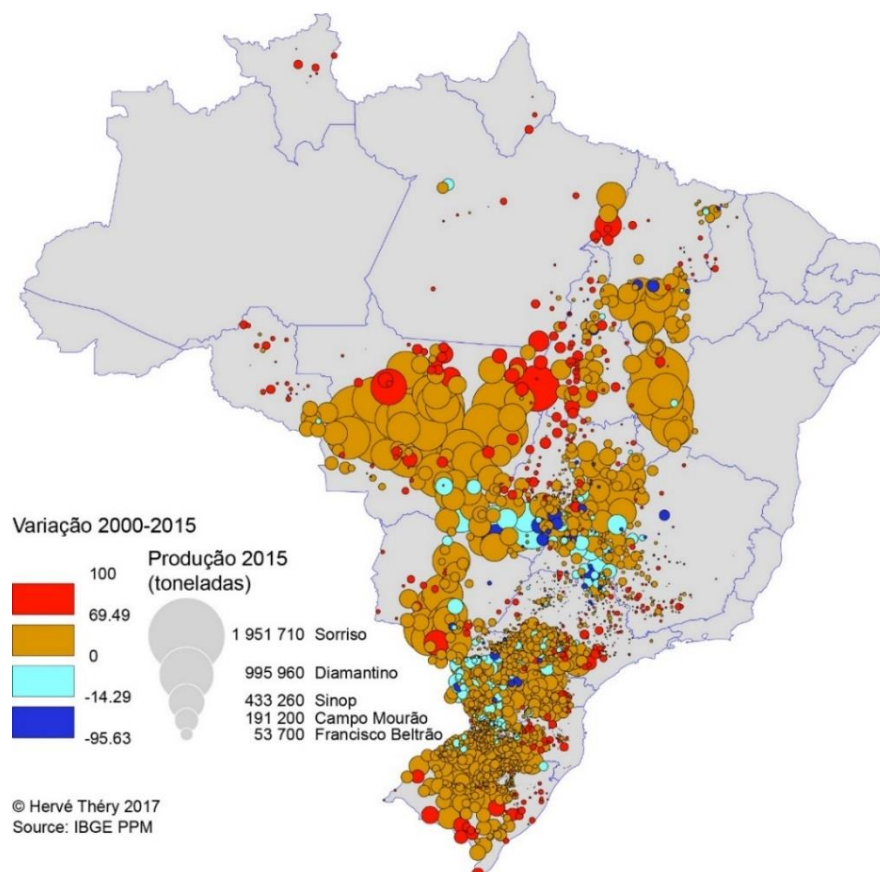 Variação 2000-2015
100
69.49
0
-14.29
-95.63
Produção 2015
(toneladas)
1 951 710 Sorriso
995 960 Diamantino
433 260 Sinop
191 200 Campo Mourão
53 700 Francisco Beltrão
© Hervé Théry 2017
Source: IBGE PPM